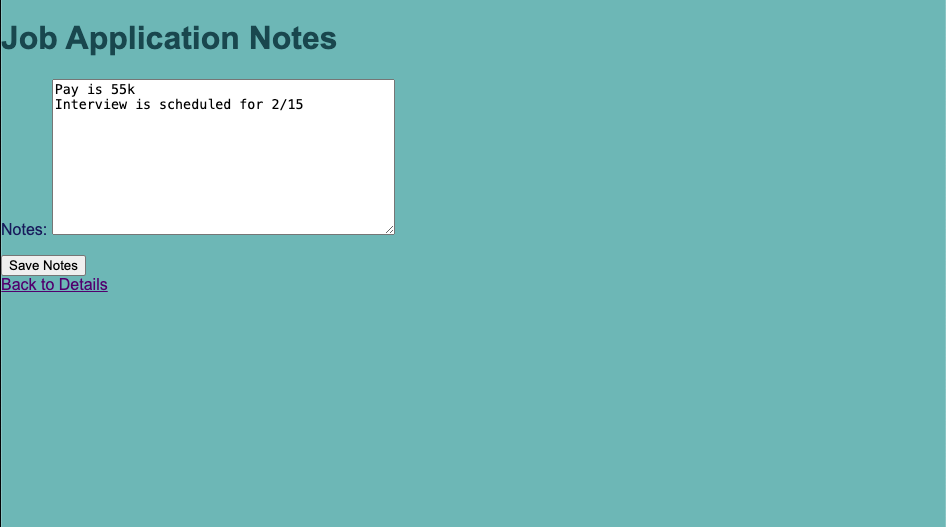 Job Application Notes
Pay is 55k
Interview is scheduled for 2/15
Notes:
Save Notes
Back to Details